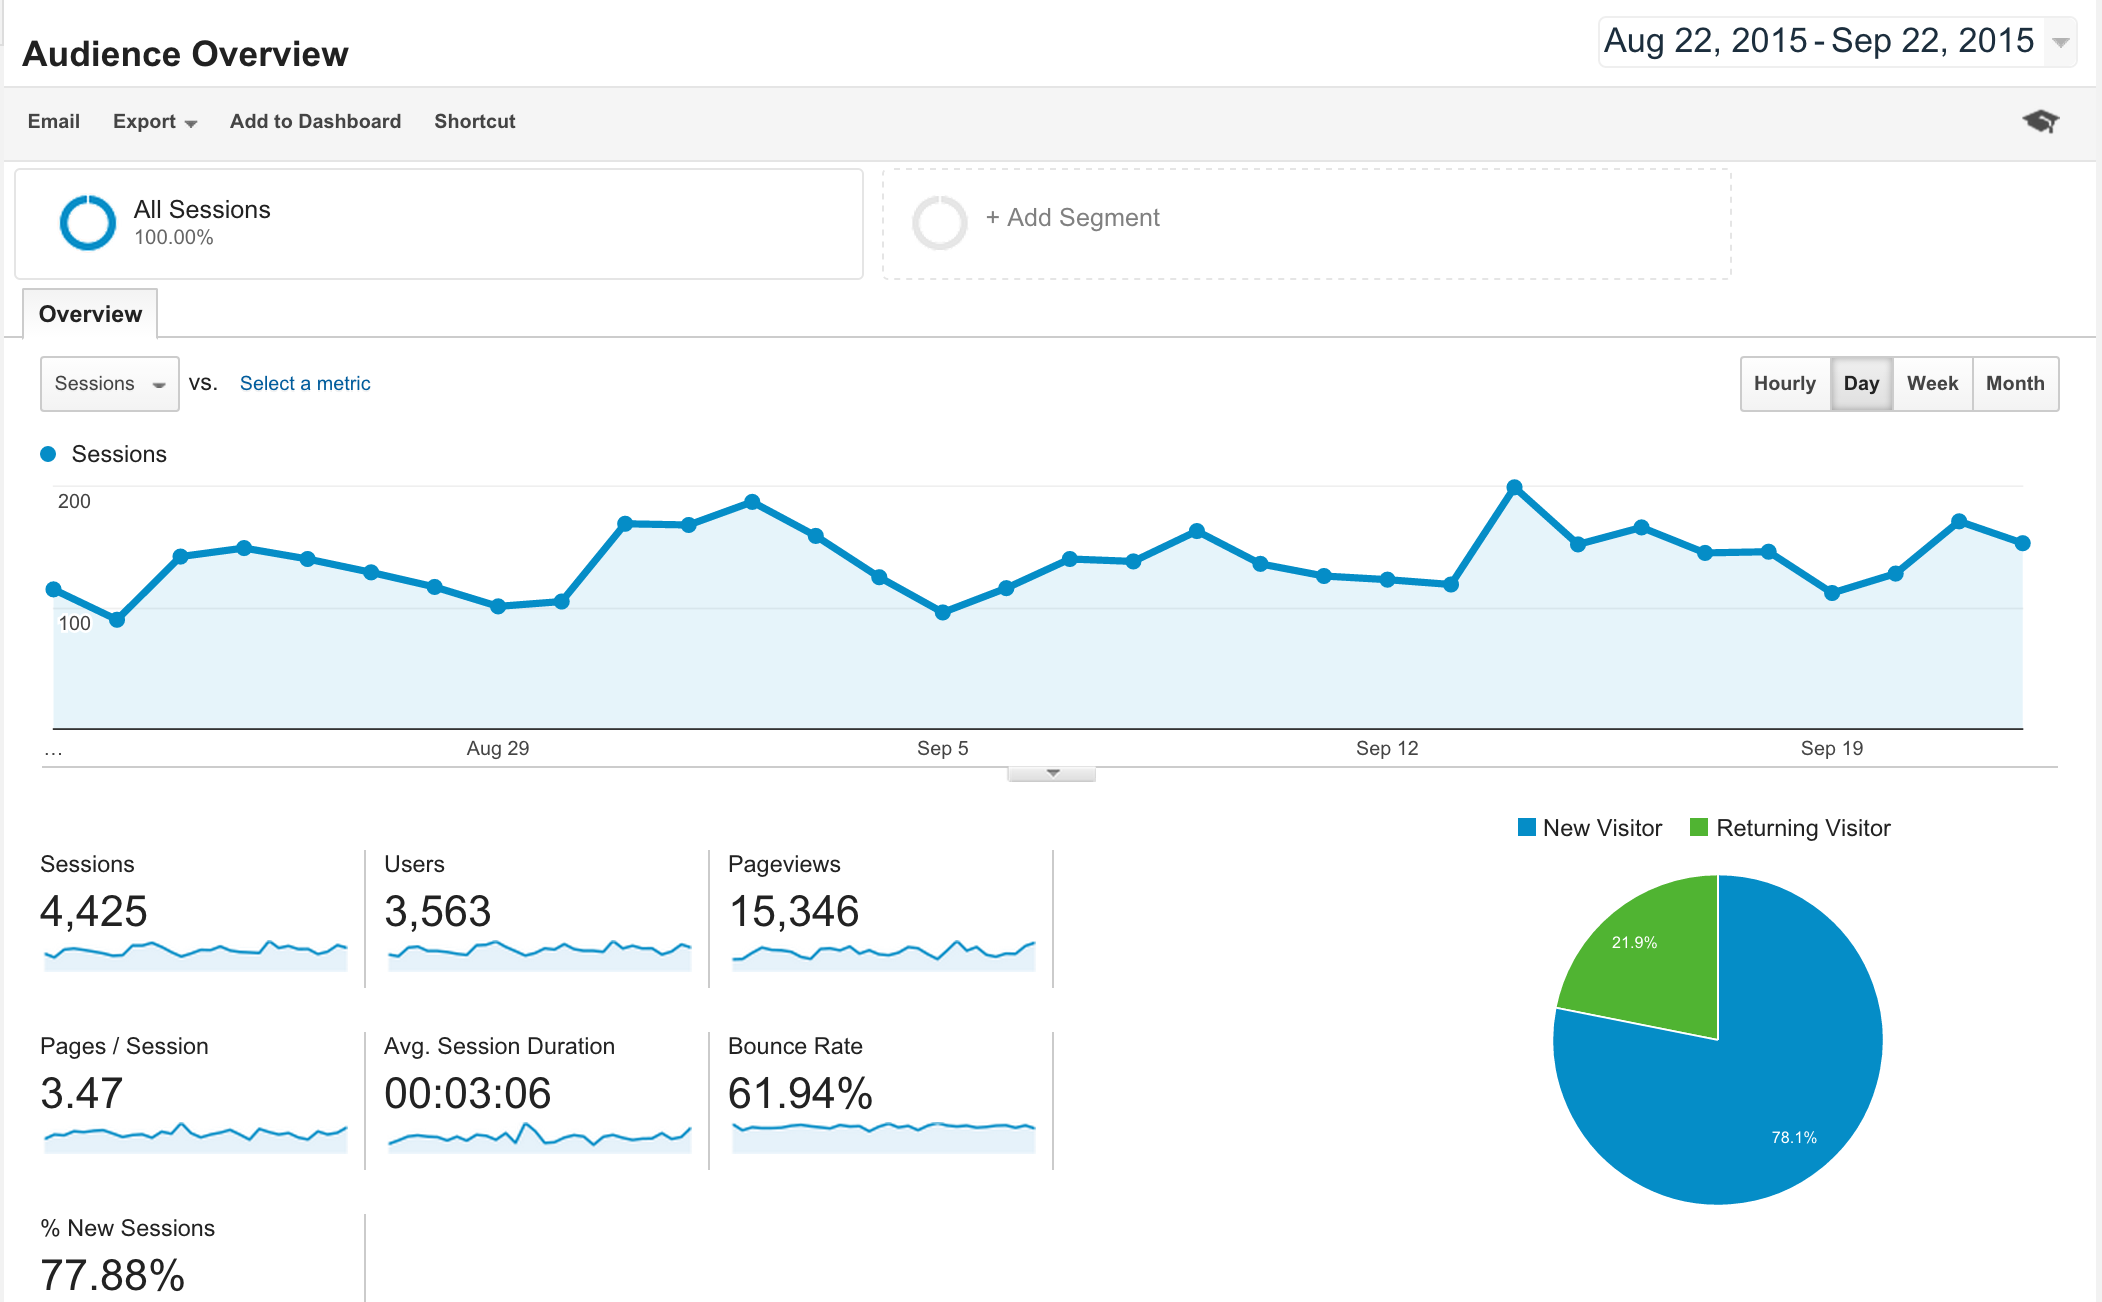 Audience Overview
Aug 22, 2015 - Sep 22, 2015
Email Export Add to Dashboard Shortcut
All Sessions
100.00%
+ Add Segment
Overview
Sessions vs. Select a metric
Hourly Day Week Month
Sessions
200
100
... Aug 29 Sep 5 Sep 12 Sep 19
New Visitor Returning Visitor
Sessions
4,425
Users
3,563
Pageviews
15,346
Pages / Session
3.47
Avg. Session Duration
00:03:06
Bounce Rate
61.94%
% New Sessions
77.88%
21.9%
78.1%